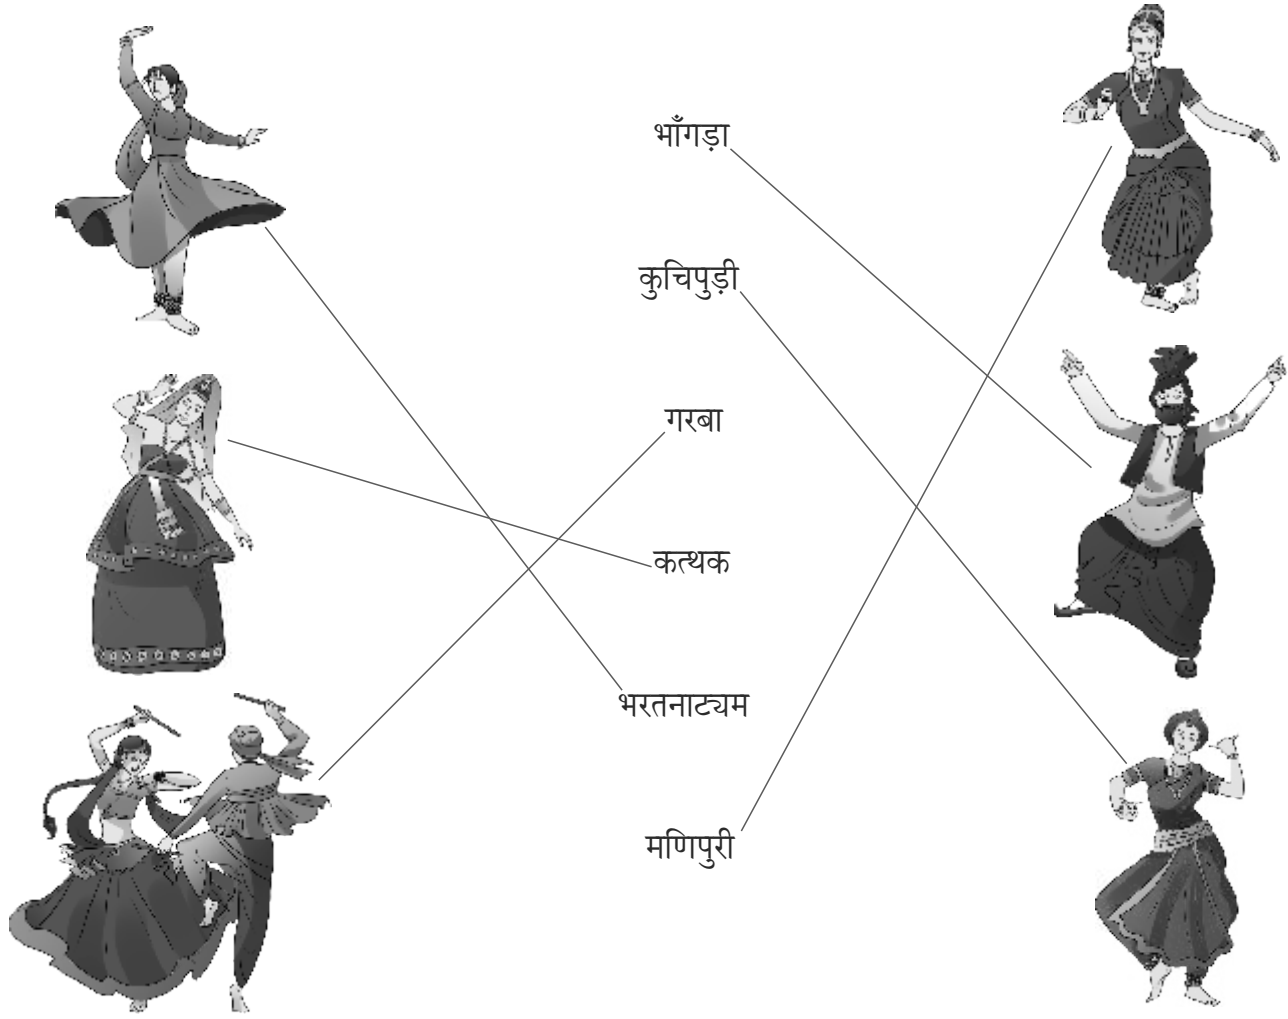 भाँगड़ा
कुचिपुड़ी
गरबा
कत्थक
भरतनाट्यम
मणिपुरी